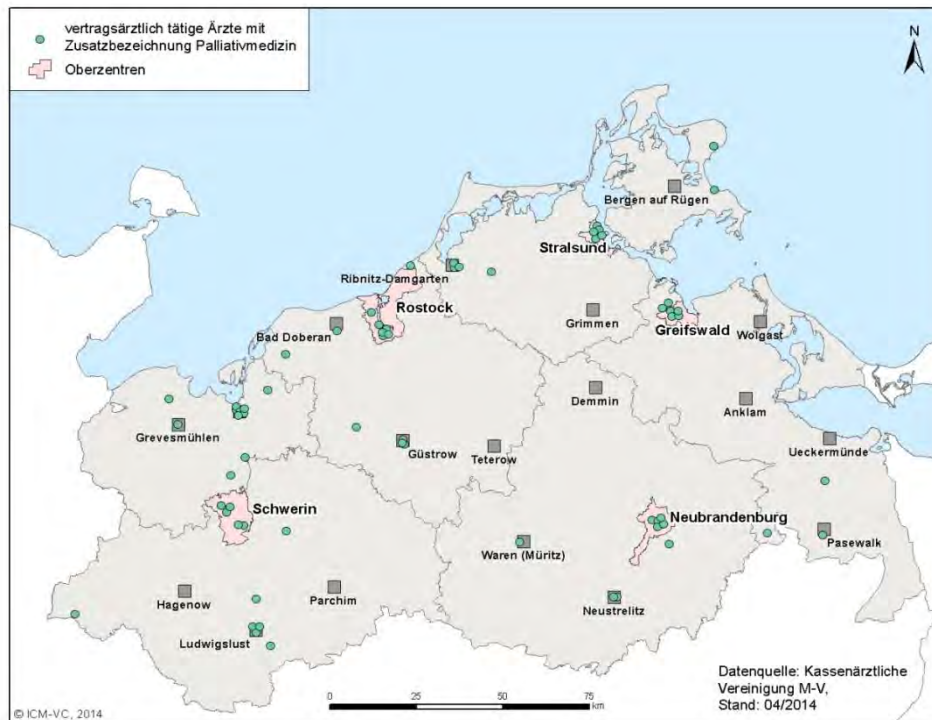 vertragsärztlich tätige Ärzte mit
Zusatzbezeichnung Palliativmedizin
Oberzentren
N
Bergen auf Rügen
Stralsund
Ribnitz-Damgarten
Rostock
Grimmen
Greifswald
Wolgast
Bad Doberan
Demmin
Anklam
Grevesmühlen
Güstrow
Teterow
Ueckermünde
Schwerin
Neubrandenburg
Waren (Müritz)
Pasewalk
Hagenow
Parchim
Neustrelitz
Ludwigslust
0 25 50 75
km
Datenquelle: Kassenärztliche
Vereinigung M-V,
Stand: 04/2014
© ICM-VC, 2014